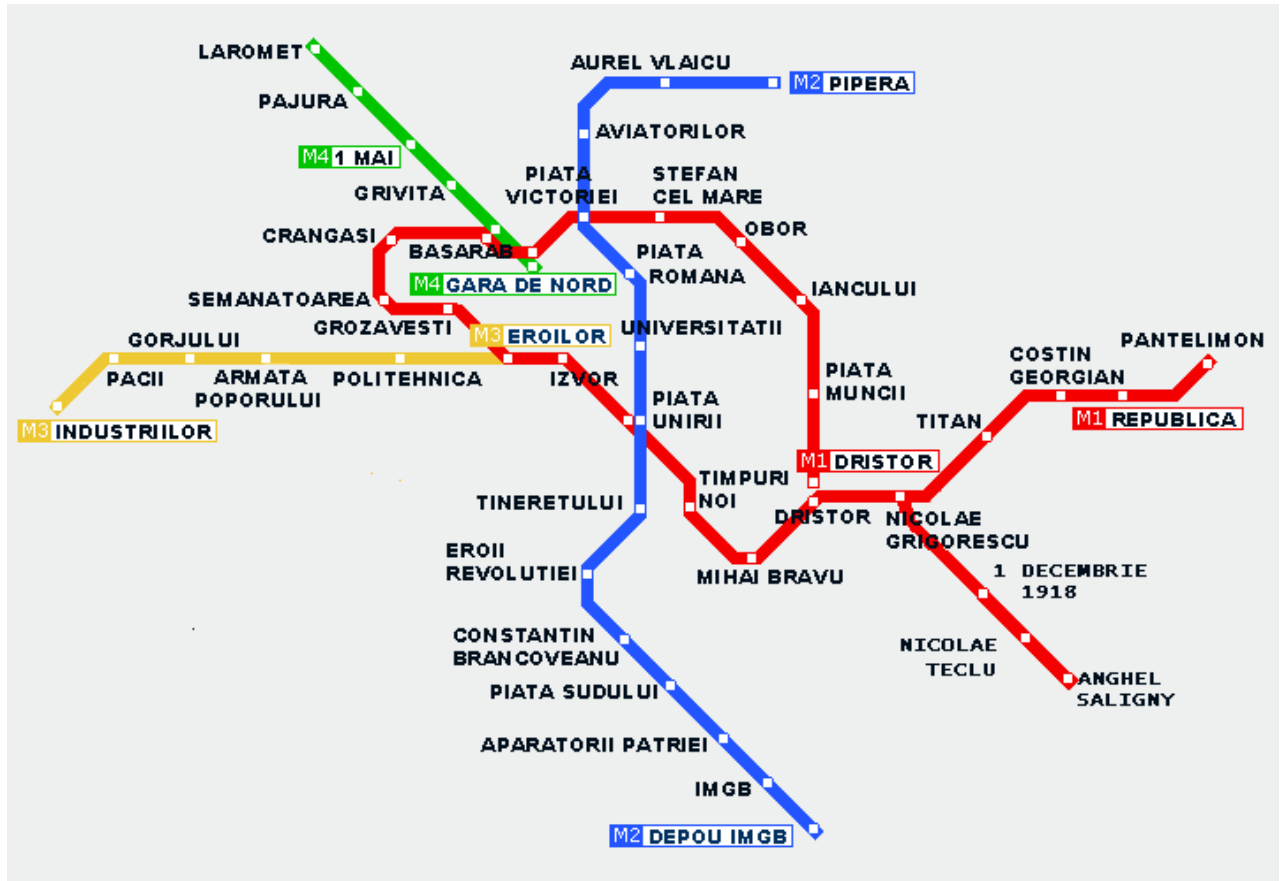 LAROMET
AUREL VLAICU
M2 PIPERA
PAJURA
AVIATORILOR
M4 1 MAI
GRIVITA
PIATA
VICTORIEI
STEFAN
CEL MARE
CRANGASI
OBOR
BASARAB
PIATA
ROMANA
M4 GARA DE NORD
IANCULUI
SEMANATOAREA
GROZAVESTI
UNIVERSITATII
M3 EROILOR
GORJULUI
PANTELIMON
COSTIN
GEORGIAN
PACII
ARMATA
POPORULUI
POLITEHNICA
IZVOR
PIATA
MUNCII
PIATA
UNIRII
M1 REPUBLICA
M3 INDUSTRIILOR
TITAN
M1 DRISTOR
TIMPURI
NOI
TINERETULUI
DRISTOR
NICOLAE
GRIGORESCU
EROII
REVOLUTIEI
MIHAI BRAVU
1 DECEMBRIE
1918
CONSTANTIN
BRANCOVEANU
NICOLAE
TECLU
PIATA SUDULUI
ANGHEL
SALIGNY
APARATORII PATRIEI
IMGB
M2 DEPOU IMGB